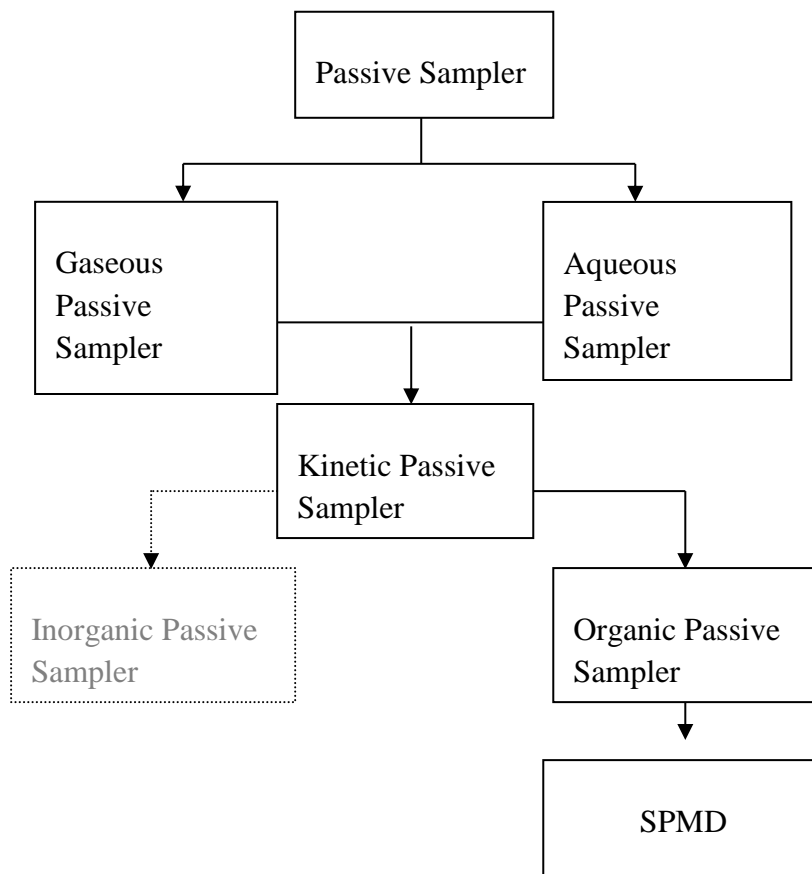 Passive Sampler
Gaseous
Passive
Sampler
Aqueous
Passive
Sampler
Kinetic Passive
Sampler
Inorganic Passive
Sampler
Organic Passive
Sampler
SPMD